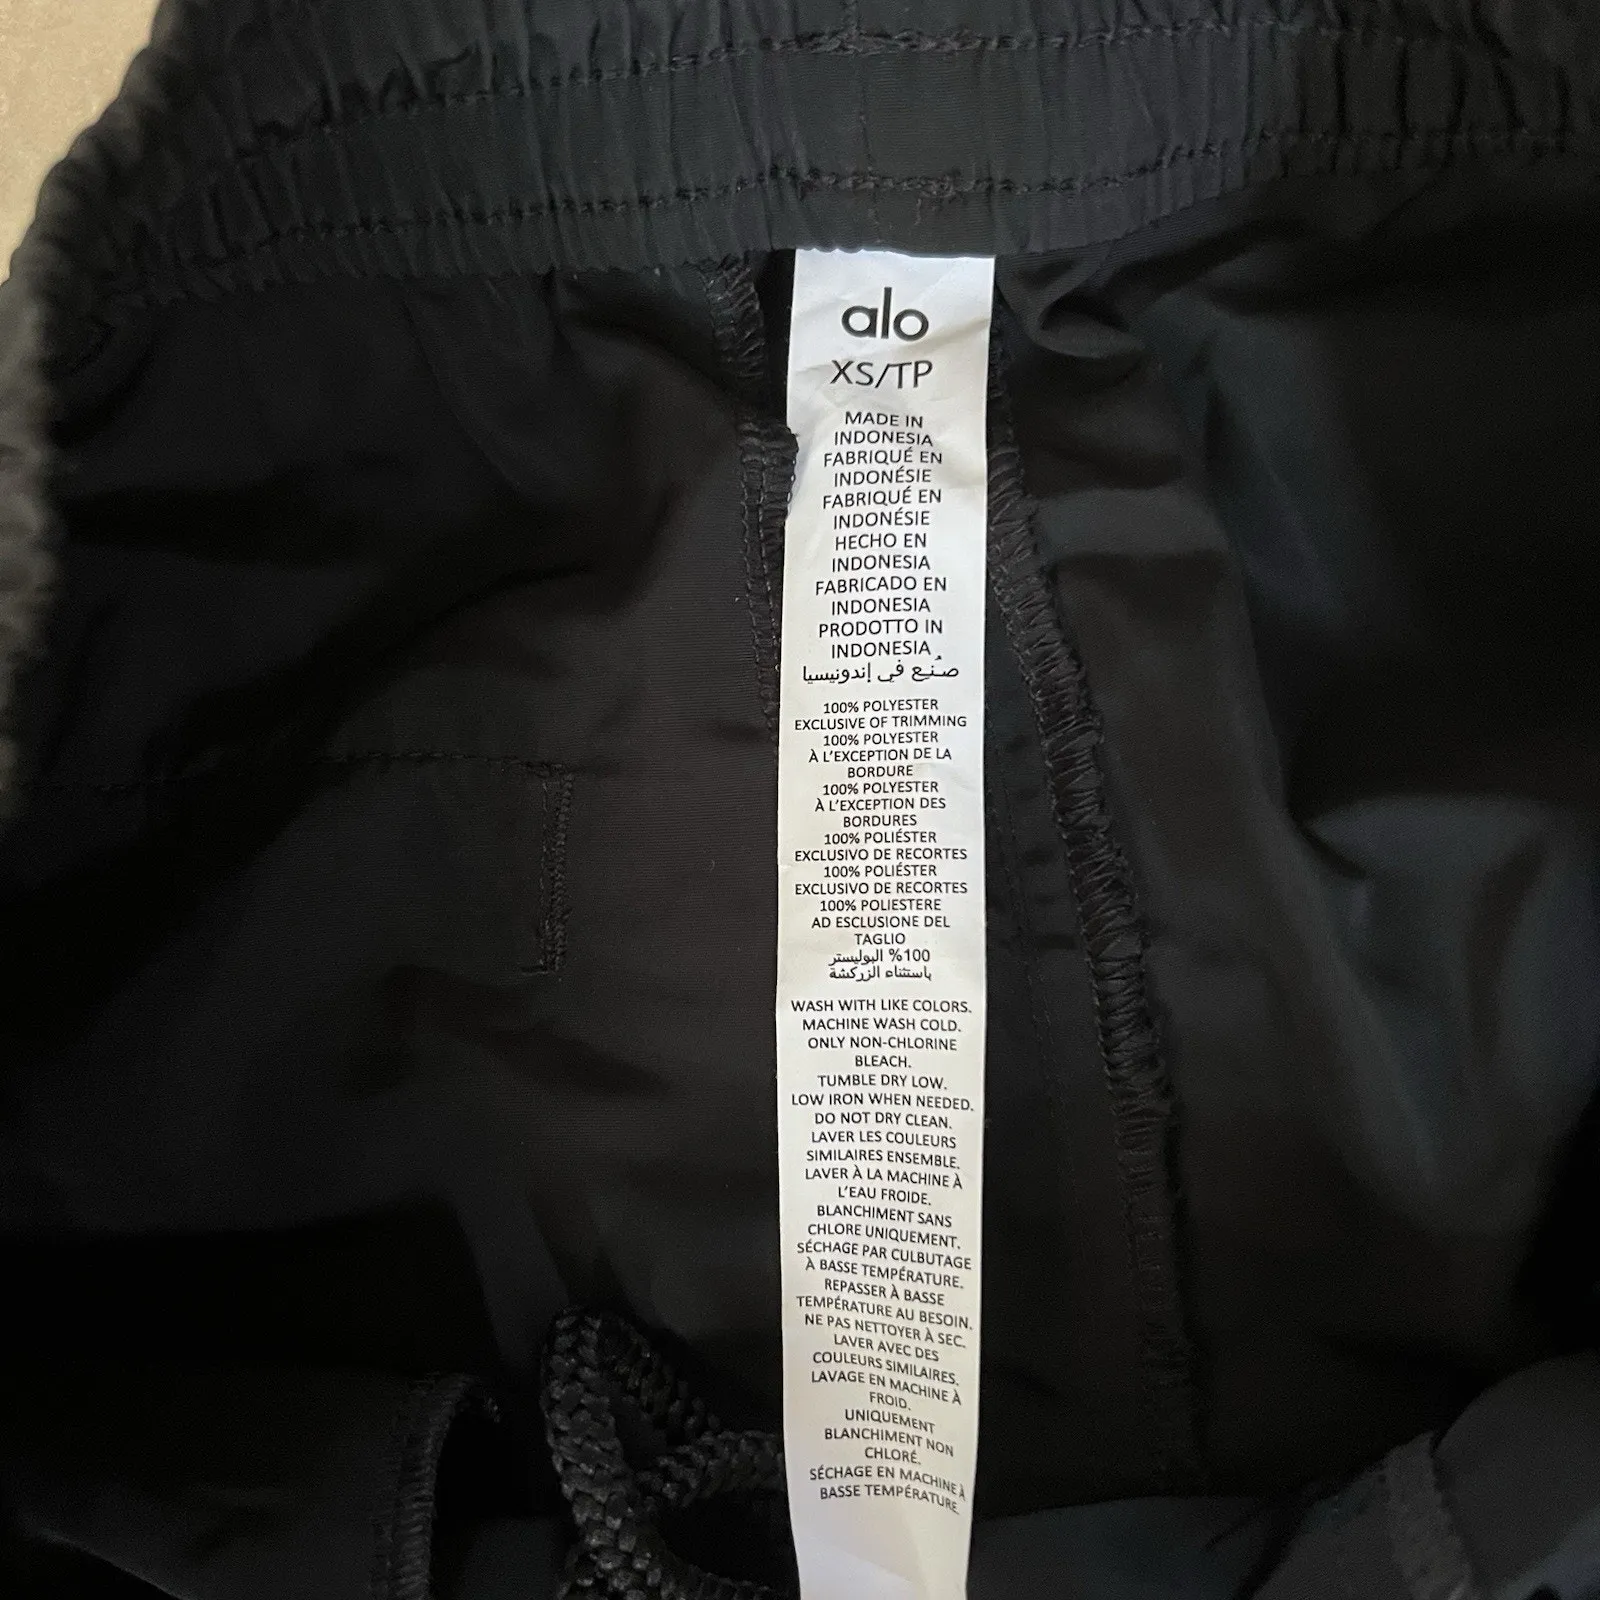 alo
XS/TP
MADE IN
INDONESIA
FABRIQUÉ EN
INDONÉSIE
FABRIQUÉ EN
INDONÉSIE
HECHO EN
INDONESIA
FABRICADO EN
INDONESIA
PRODOTTO IN
INDONESIA
صُنِع في إندونيسيا
100% POLYESTER
EXCLUSIVE OF TRIMMING
100% POLYESTER
À L'EXCEPTION DE LA
BORDURE
100% POLYESTER
À L'EXCEPTION DES
BORDURES
100% POLIÉSTER
EXCLUSIVO DE RECORTES
100% POLIÉSTER
EXCLUSIVO DE RECORTES
100% POLIESTERE
AD ESCLUSIONE DEL
TAGLIO
100% البوليستر
باستثناء الزركشة
WASH WITH LIKE COLORS.
MACHINE WASH COLD.
ONLY NON-CHLORINE
BLEACH.
TUMBLE DRY LOW.
LOW IRON WHEN NEEDED.
DO NOT DRY CLEAN.
LAVER LES COULEURS
SIMILAIRES ENSEMBLE.
LAVER À LA MACHINE À
L'EAU FROIDE.
BLANCHIMENT SANS
CHLORE UNIQUEMENT.
SÉCHAGE PAR CULBUTAGE
À BASSE TEMPÉRATURE.
REPASSER À BASSE
TEMPÉRATURE AU BESOIN.
NE PAS NETTOYER À SEC.
LAVER AVEC DES
COULEURS SIMILAIRES.
LAVAGE EN MACHINE À
FROID.
UNIQUEMENT
BLANCHIMENT NON
CHLORÉ.
SÉCHAGE EN MACHINE À
BASSE TEMPÉRATURE